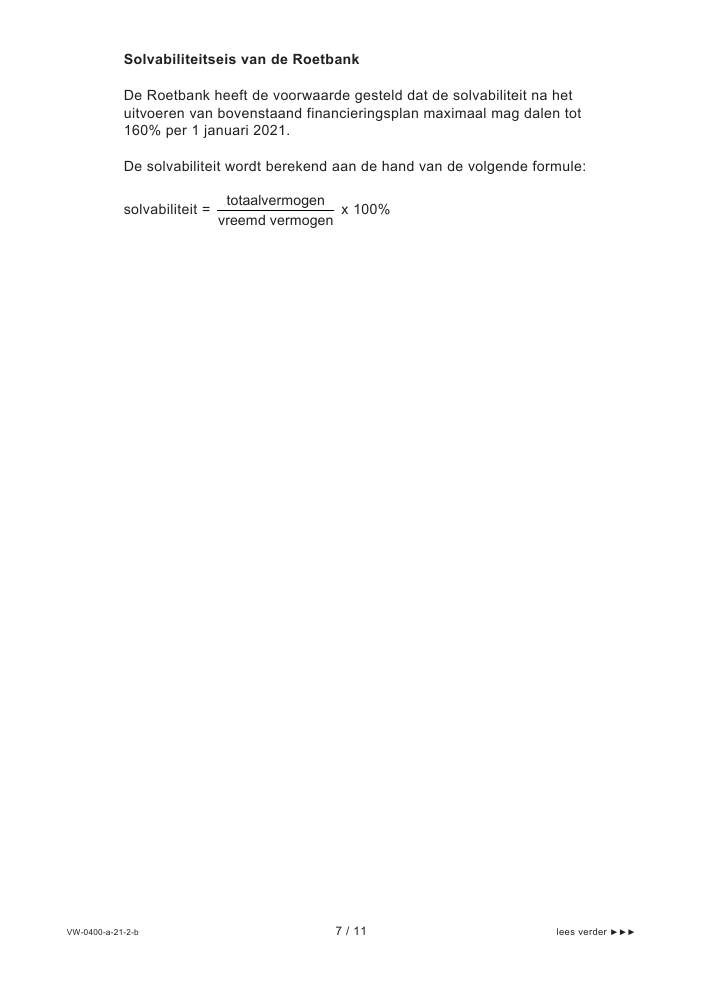 Solvabiliteitseis van de Roetbank
De Roetbank heeft de voorwaarde gesteld dat de solvabiliteit na het
uitvoeren van bovenstaand financieringsplan maximaal mag dalen tot
160% per 1 januari 2021.
De solvabiliteit wordt berekend aan de hand van de volgende formule:
solvabiliteit = totaalvermogen / vreemd vermogen x 100%
VW-0400-a-21-2-b 7 / 11 lees verder ►►►